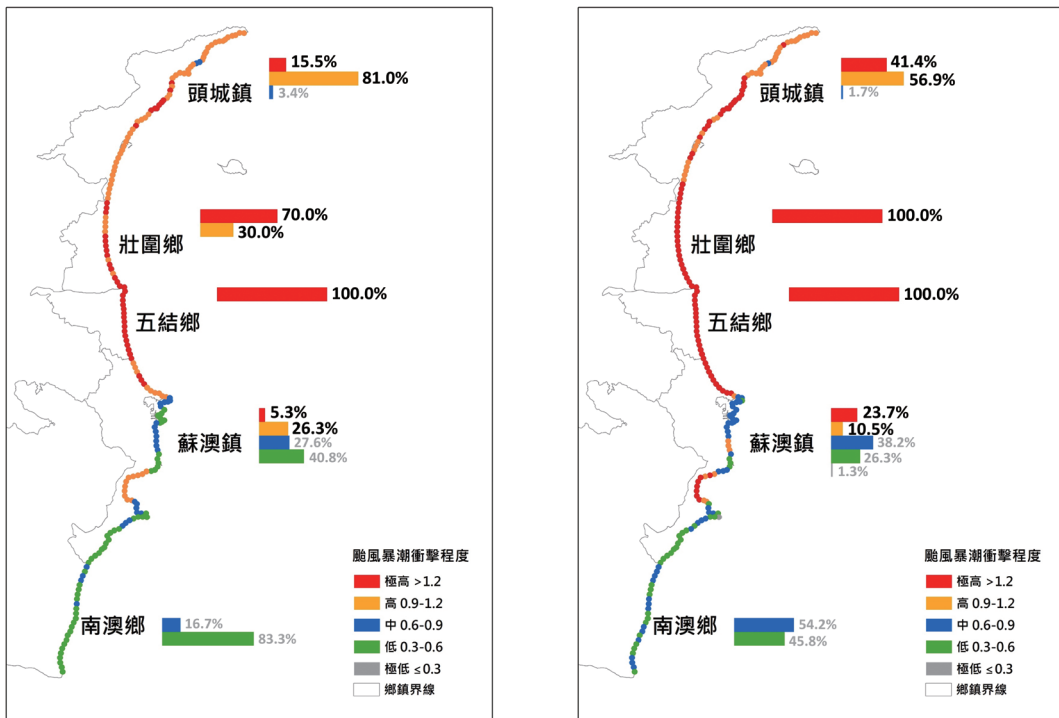 頭城鎮
15.5%
81.0%
3.4%
壯圍鄉
70.0%
30.0%
五結鄉
100.0%
蘇澳鎮
5.3%
26.3%
27.6%
40.8%
南澳鄉
16.7%
83.3%
颱風暴潮衝擊程度
極高 >1.2
高 0.9-1.2
中 0.6-0.9
低 0.3-0.6
極低 ≤ 0.3
鄉鎮界線
頭城鎮
41.4%
56.9%
1.7%
壯圍鄉
100.0%
五結鄉
100.0%
蘇澳鎮
23.7%
10.5%
38.2%
26.3%
1.3%
南澳鄉
54.2%
45.8%
颱風暴潮衝擊程度
極高 >1.2
高 0.9-1.2
中 0.6-0.9
低 0.3-0.6
極低 ≤ 0.3
鄉鎮界線